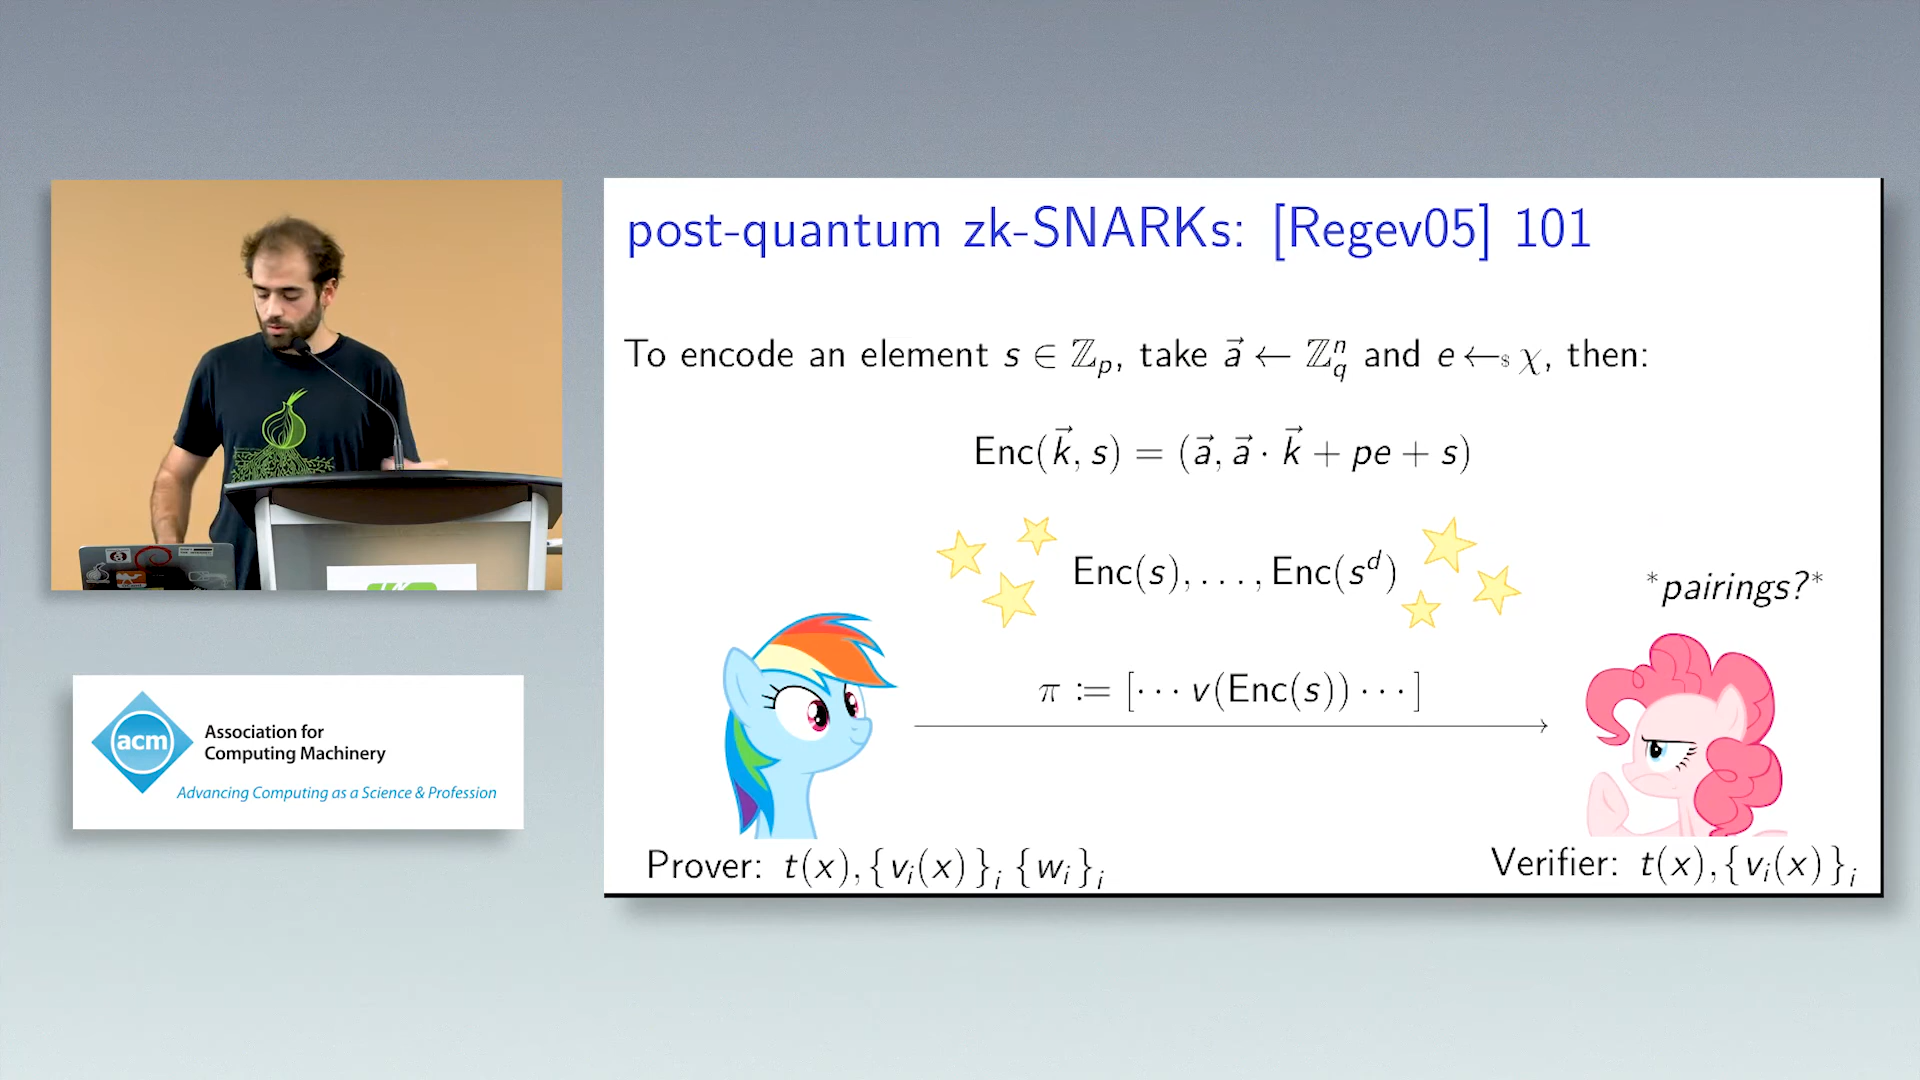 post-quantum zk-SNARKs: [Regev05] 101
To encode an element s ∈ ℤ_p, take a⃗ ← ℤ_q^n and e ←_$ χ, then:
Enc(k⃗, s) = (a⃗, a⃗ · k⃗ + pe + s)
Enc(s), . . . , Enc(s^d)
*pairings?*
π := [· · · v(Enc(s)) · · · ]
Prover: t(x), {v_i(x)}_i {w_i}_i
Verifier: t(x), {v_i(x)}_i
acm
Association for
Computing Machinery
Advancing Computing as a Science & Profession